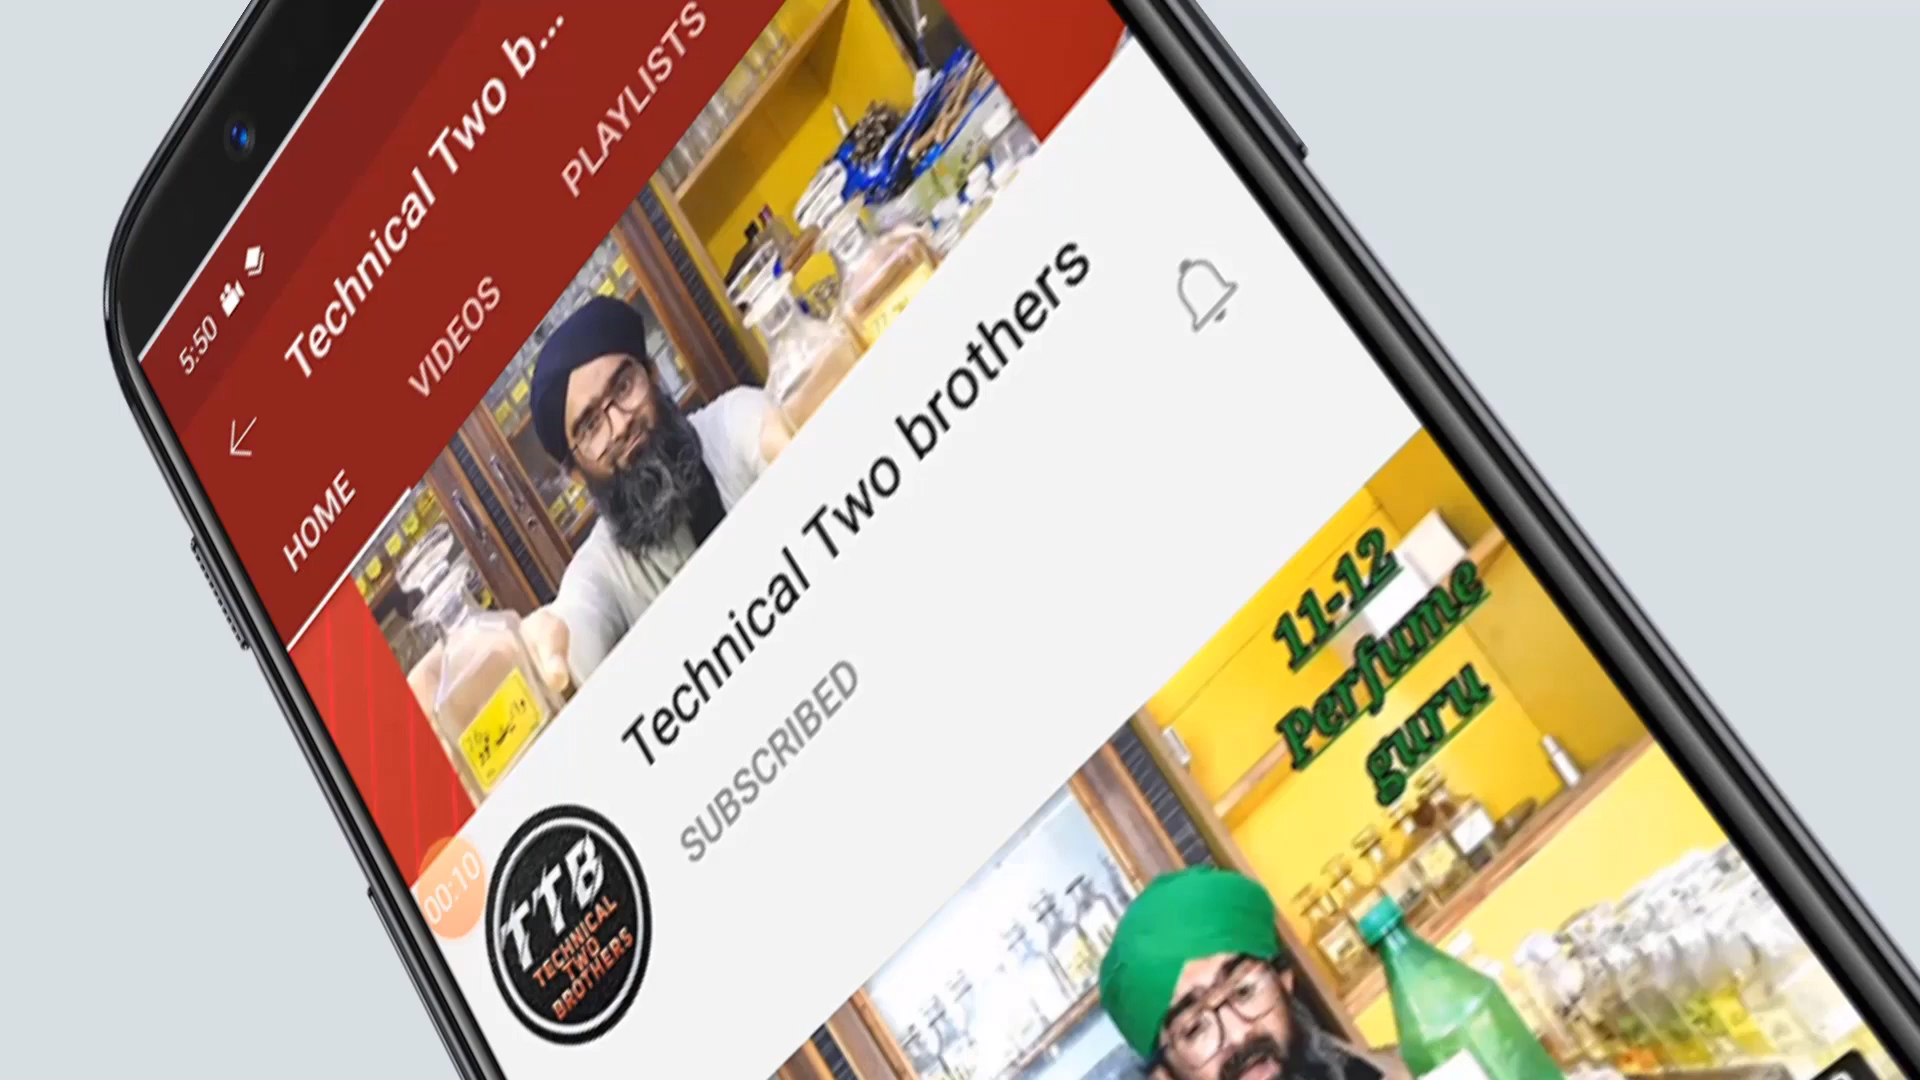 5:50
Technical Two b...
HOME
VIDEOS
PLAYLISTS
Technical Two brothers
SUBSCRIBED
00:10
TTB
TECHNICAL
TWO
BROTHERS
11-12
Perfume
guru